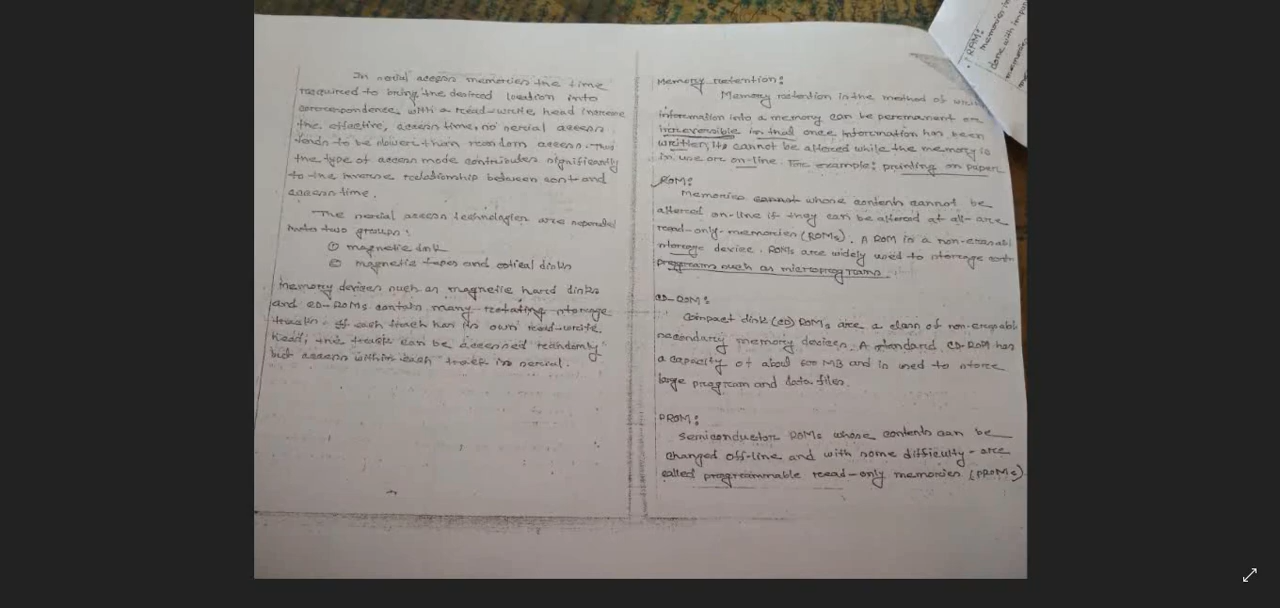 In serial access memories the time
required to bring the desired location into
correspondence with a read-write head increase
the effective, access time, so serial access
tends to be slower than random access. Thus
the type of access mode contributes significantly
to the inverse relationship between cost and
access time.
The serial access technologies are
into two groups:
① magnetic disk
② magnetic tapes and optical disks
Memory devices such as magnetic hard disks
and CD-ROMs contain many rotating storage
tracks. If each track has its own read-write
head, the track can be accessed randomly
but access within each track is serial.
Memory retention:
Memory retention is the method of
information into a memory can be permanent or
irreversible in that once information has been
written, its cannot be altered while the memory is
in use or on-line. For example: printing on paper.
ROM:
Memories whose contents cannot be
altered on-line if they can be altered at all- are
read-only-memories (ROMs). A ROM is a non-erasable
storage device. ROMs are widely used to storage
programs such as microprograms.
CD-ROM:
Compact disk (CD) ROMs are a class of non-erasable
secondary memory devices. A standard CD-ROM has
a capacity of about 600 MB and is used to store
large program and data files.
PROM:
Semiconductor ROMs whose contents can be
changed off-line and with some difficulty- are
called programmable read-only memories (PROMs)
RAM:
memories